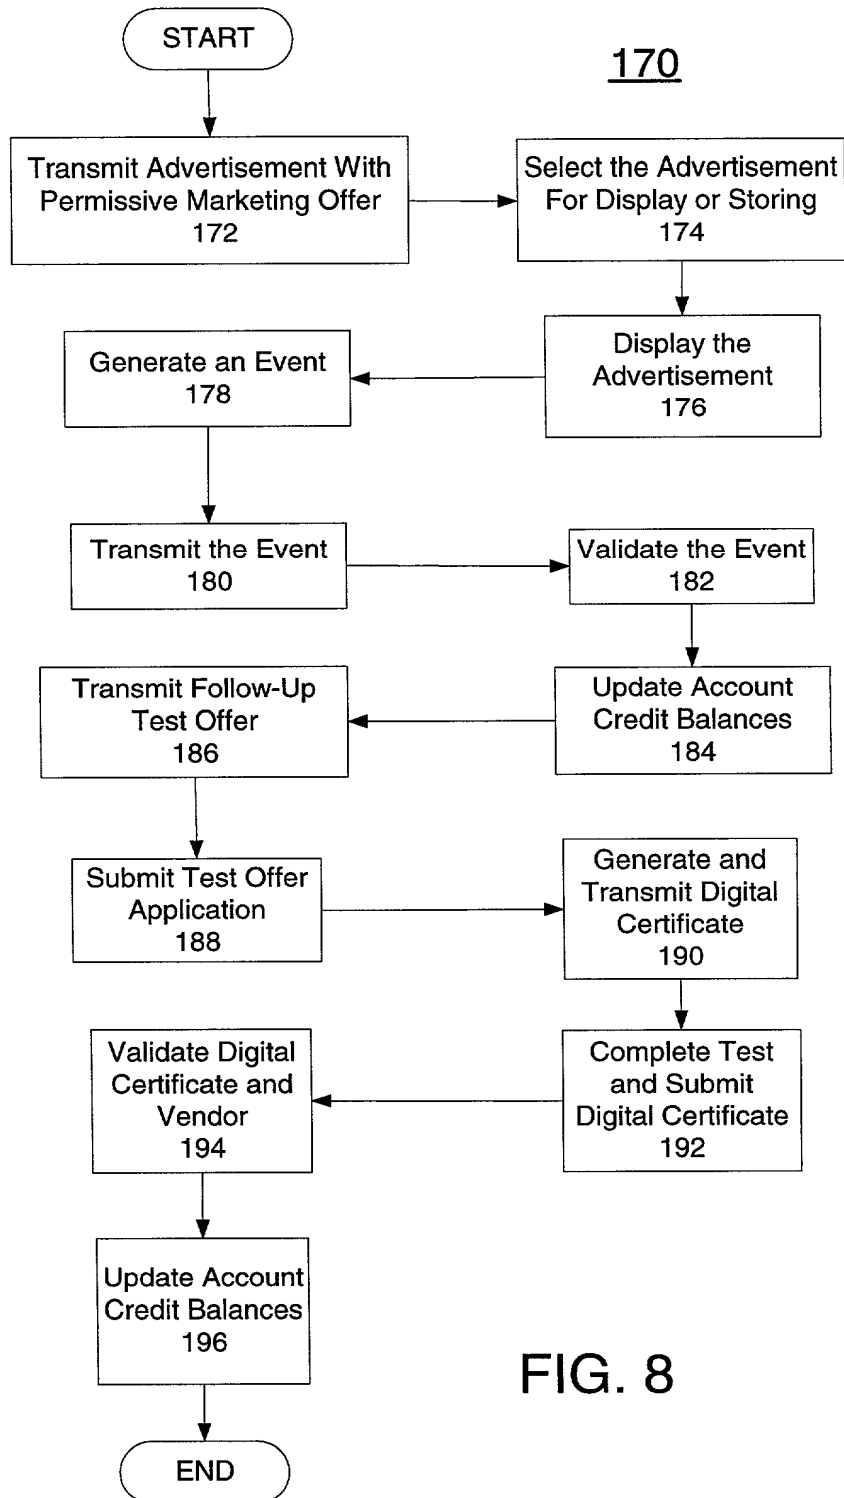 START
170
Transmit Advertisement With
Permissive Marketing Offer
172
Select the Advertisement
For Display or Storing
174
Display the
Advertisement
176
Generate an Event
178
Transmit the Event
180
Validate the Event
182
Update Account
Credit Balances
184
Transmit Follow-Up
Test Offer
186
Submit Test Offer
Application
188
Generate and
Transmit Digital
Certificate
190
Complete Test
and Submit
Digital Certificate
192
Validate Digital
Certificate and
Vendor
194
Update Account
Credit Balances
196
END
FIG. 8